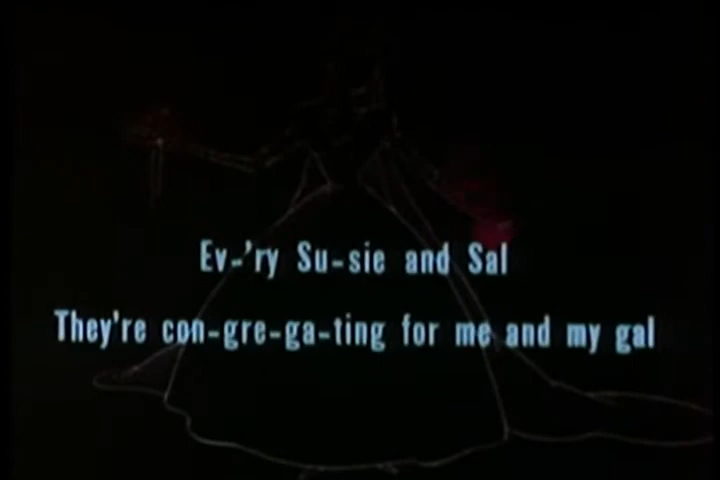 Ev-'ry Su-sie and Sal
They're con-gre-ga-ting for me and my gal